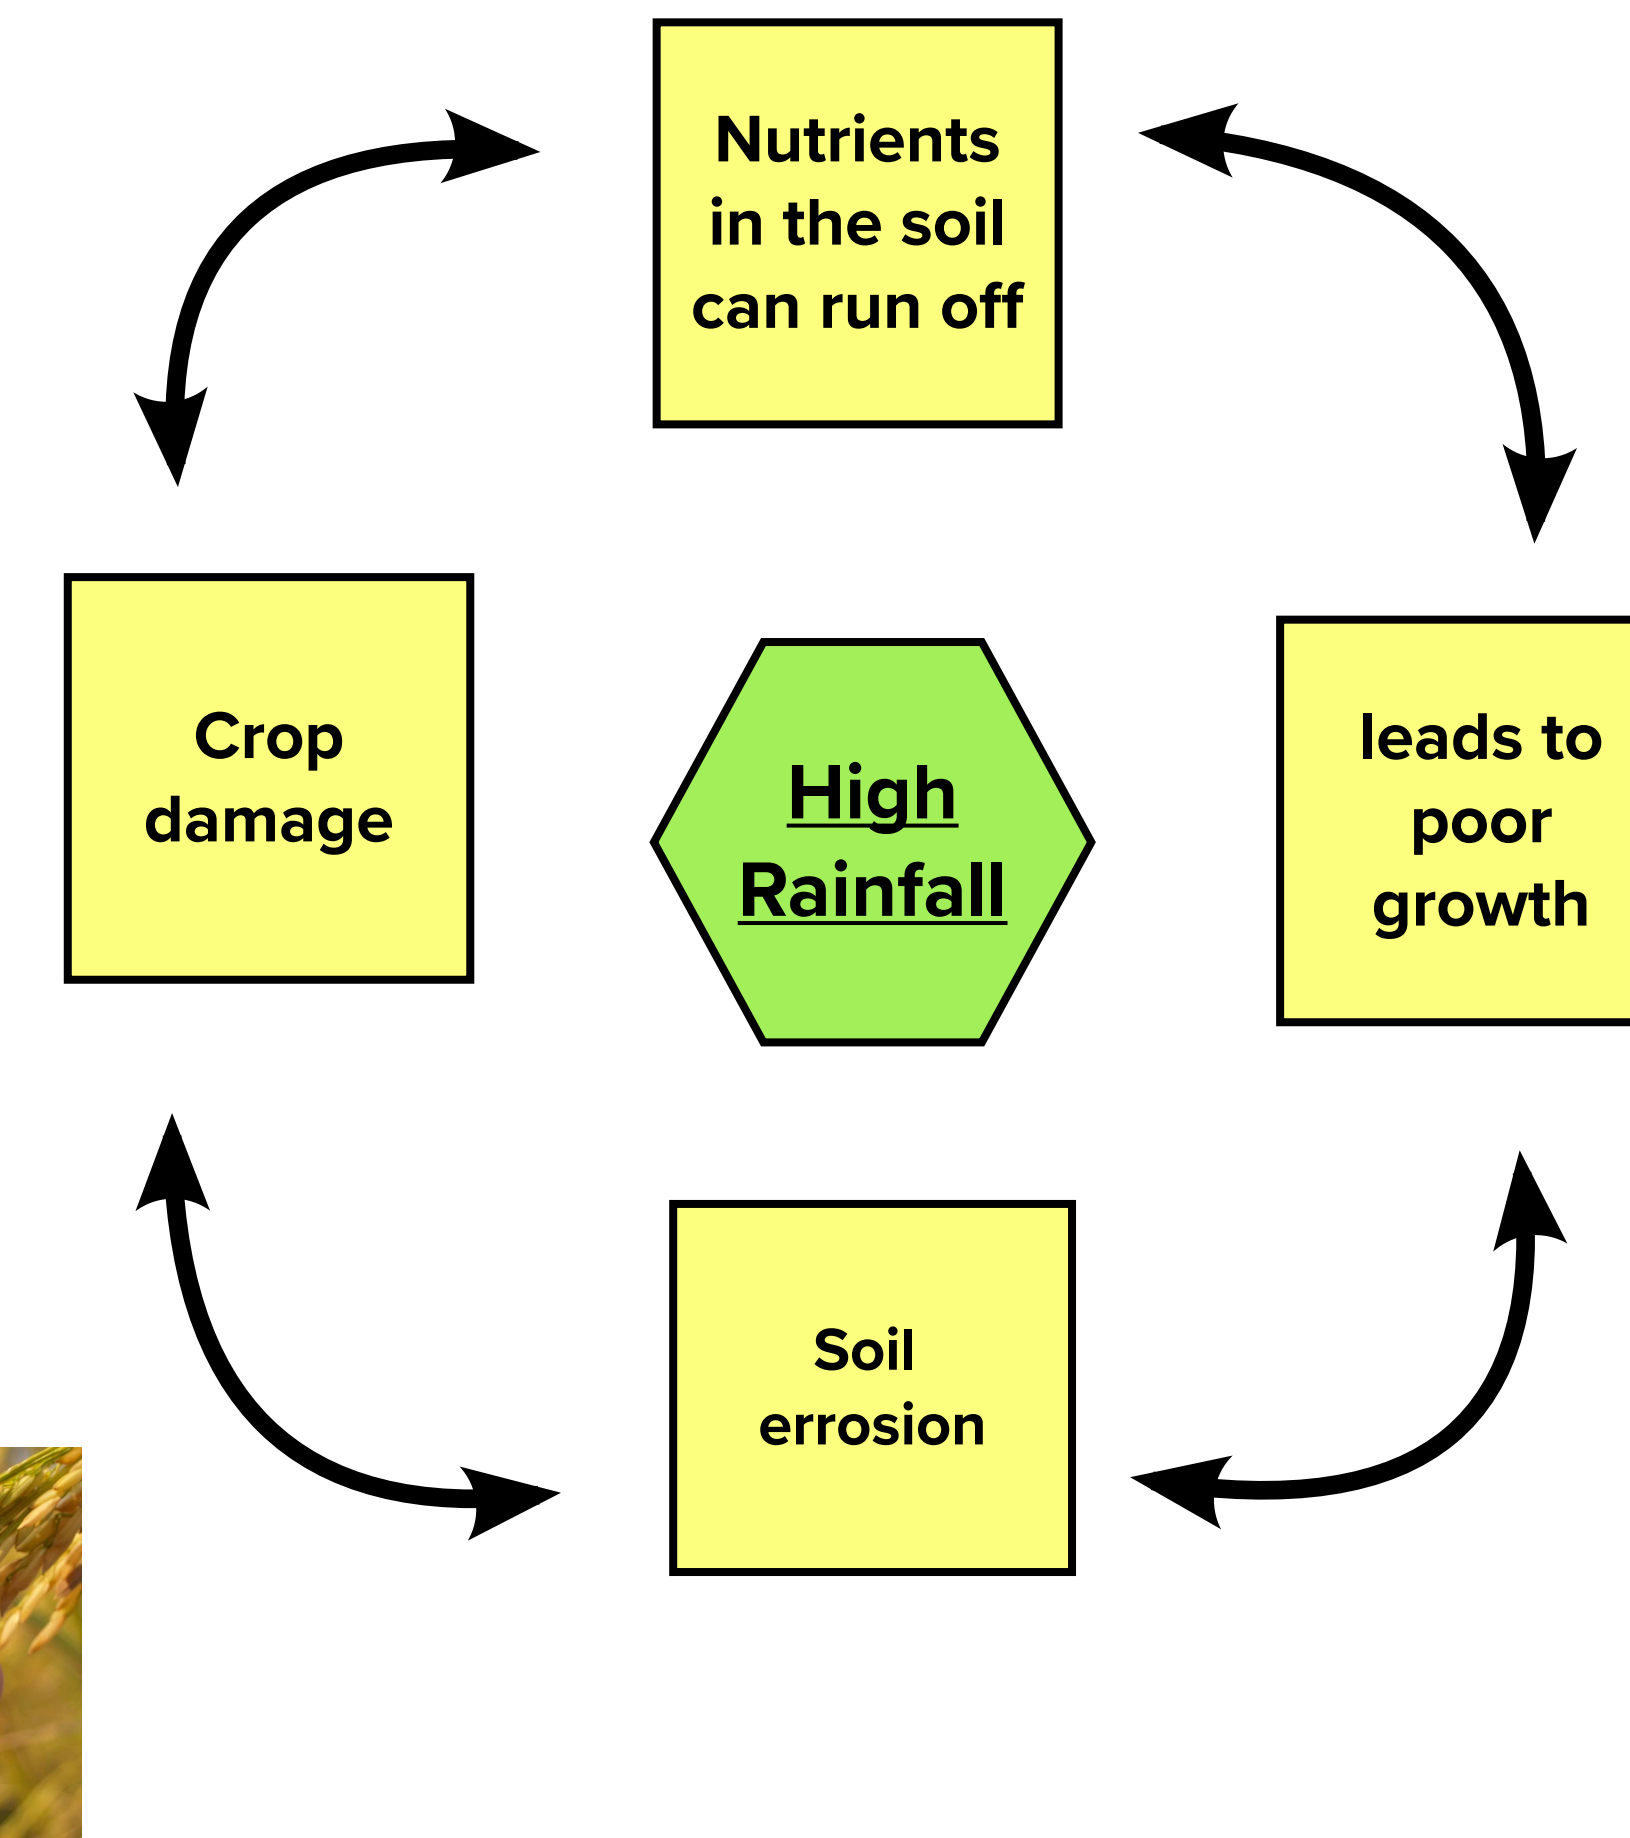 Nutrients
in the soil
can run off
Crop
damage
High
Rainfall
leads to
poor
growth
Soil
errosion